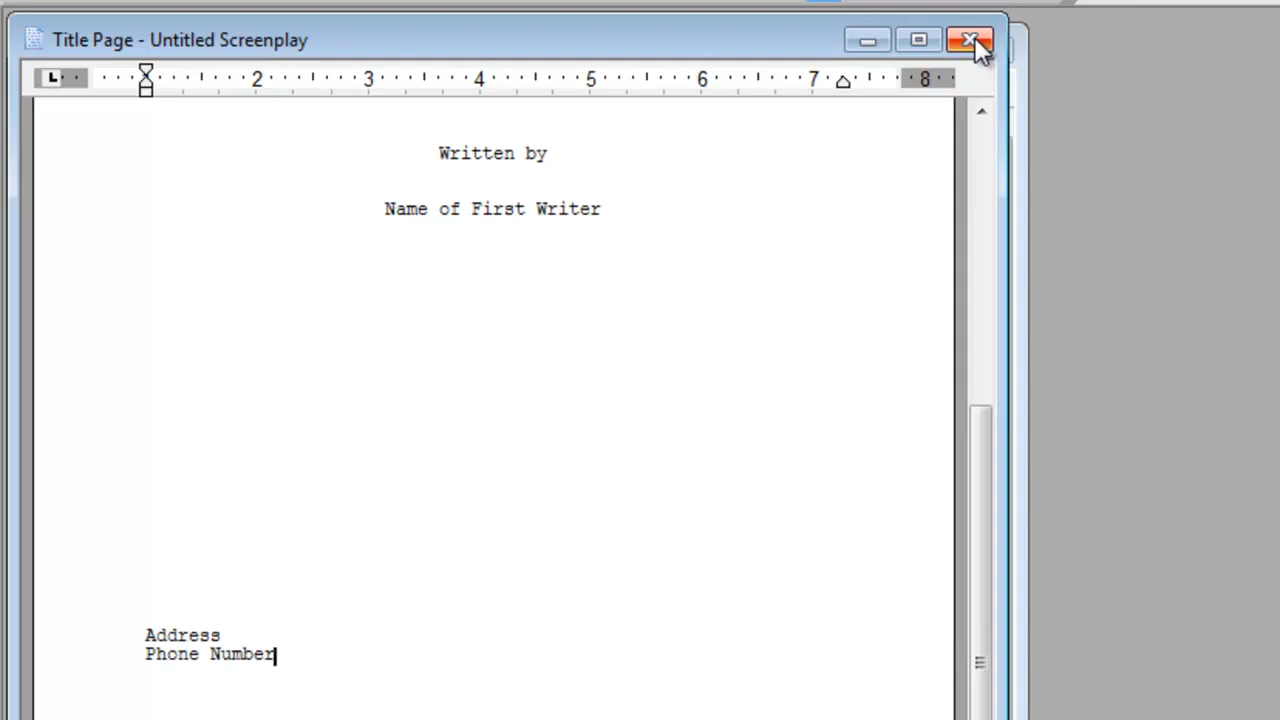 Title Page - Untitled Screenplay
2 3 4 5 6 7 8
Written by
Name of First Writer
Address
Phone Number